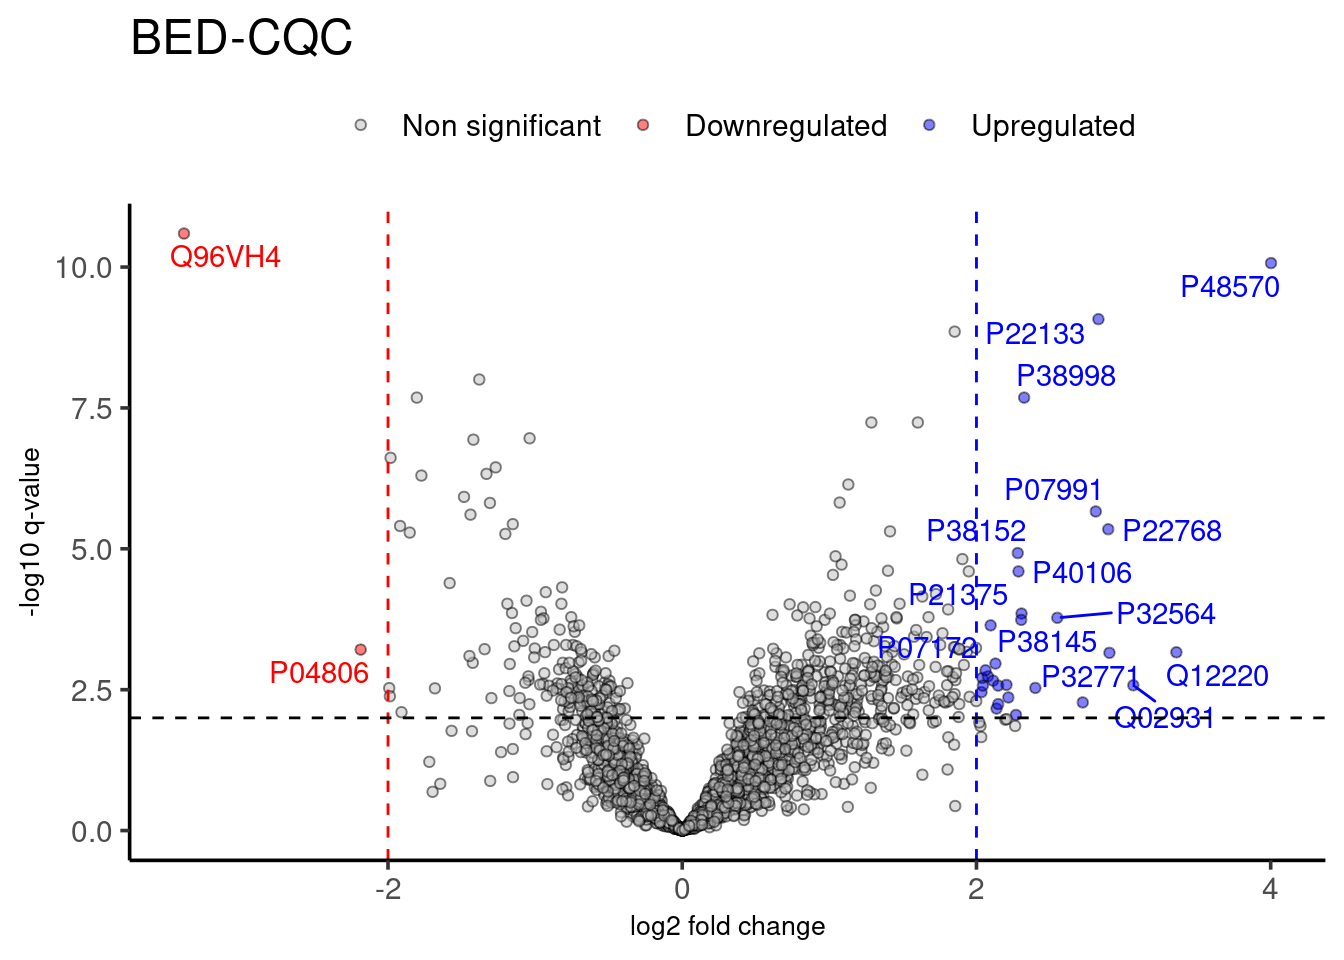 BED-CQC
Non significant Downregulated Upregulated
Q96VH4
10.0
P48570
P22133
P38998
7.5
P07991
P38152 P22768
5.0
P40106
P21375
P32564
P07172 P38145
P04806
P32771 Q12220
2.5
Q02931
0.0
-log10 q-value
-2 0 2 4
log2 fold change